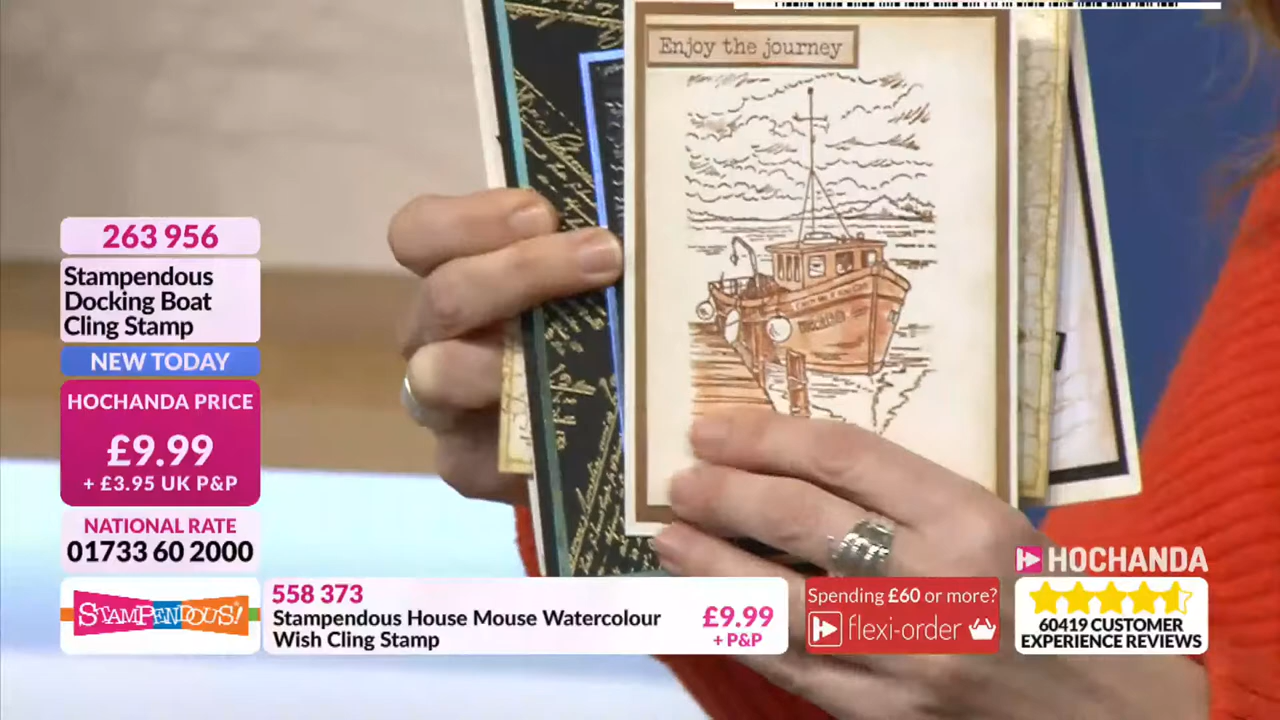 Enjoy the journey
263 956
Stampendous
Docking Boat
Cling Stamp
NEW TODAY
HOCHANDA PRICE
£9.99
+ £3.95 UK P&P
NATIONAL RATE
01733 60 2000
STAMPENDOUS!
558 373
Stampendous House Mouse Watercolour
Wish Cling Stamp
£9.99
+ P&P
Spending £60 or more?
flexi-order
HOCHANDA
60419 CUSTOMER
EXPERIENCE REVIEWS